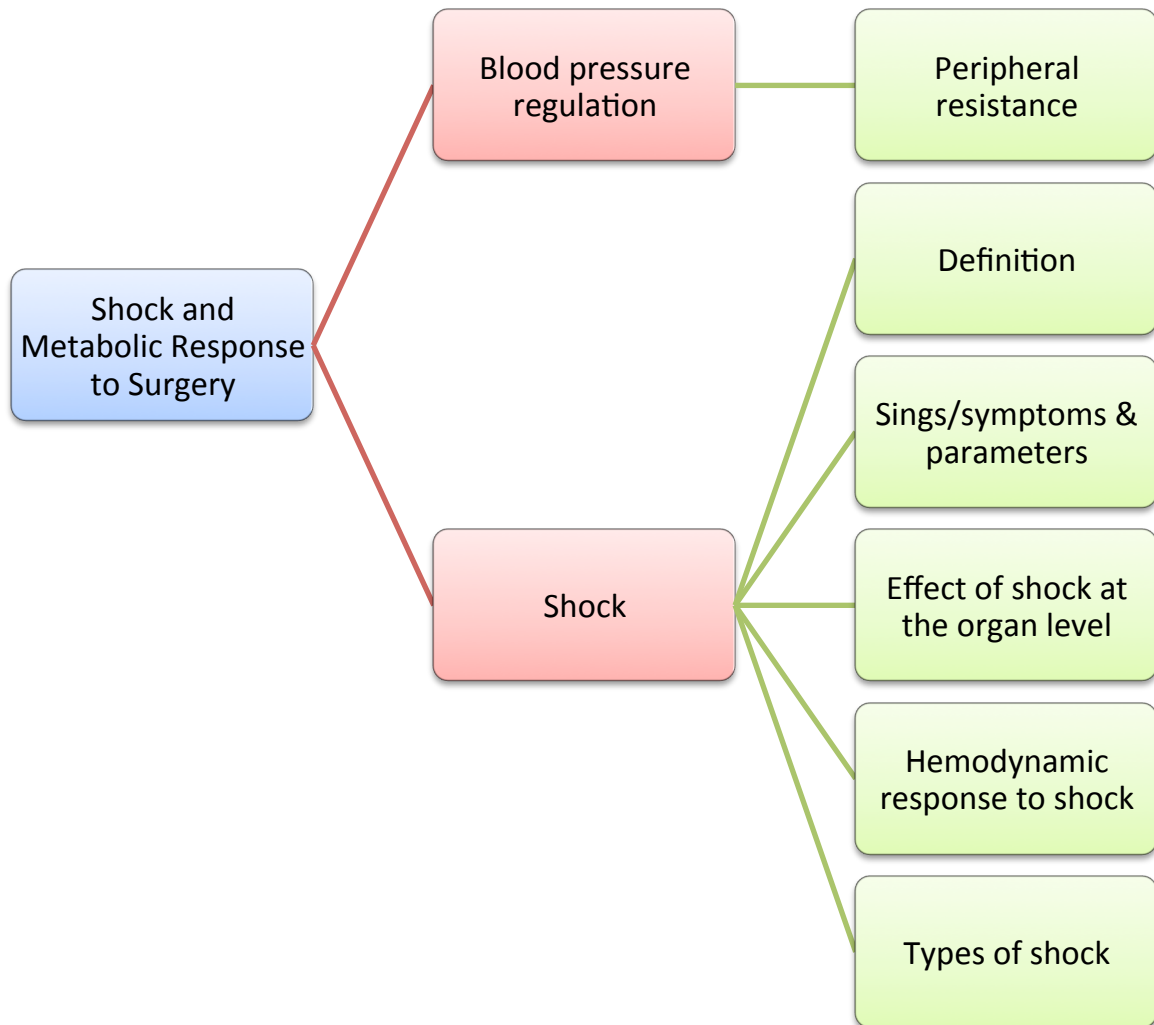 Blood pressure
regulation
Peripheral
resistance
Definition
Shock and
Metabolic Response
to Surgery
Sings/symptoms &
parameters
Shock
Effect of shock at
the organ level
Hemodynamic
response to shock
Types of shock